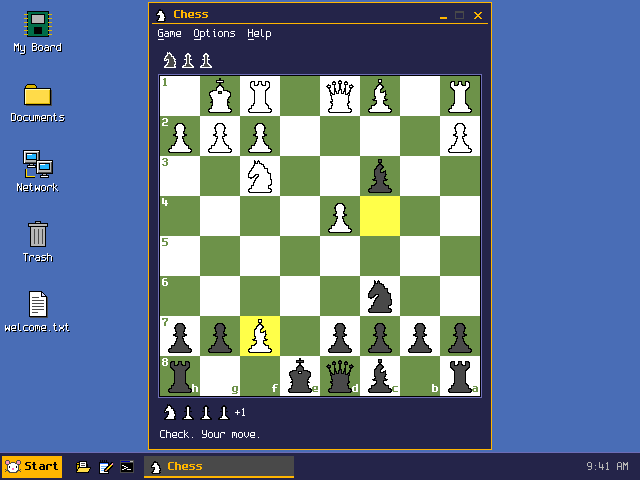 Chess
Game Options Help
My Board
Documents
Network
Trash
welcome.txt
1
2
3
4
5
6
7
8
h g f e d c b a
+1
Check. Your move.
Start
Chess
9:41 AM